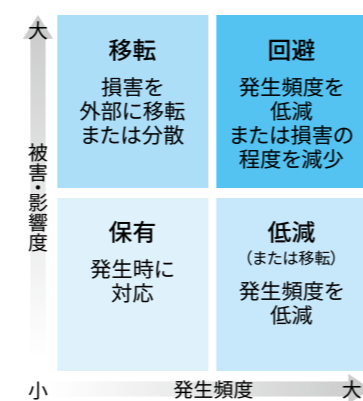 大
移転
損害を
外部に移転
または分散
回避
発生頻度を
低減
または損害の
程度を減少
被害・影響度
保有
発生時に
対応
低減
（または移転）
発生頻度を
低減
小
発生頻度
大